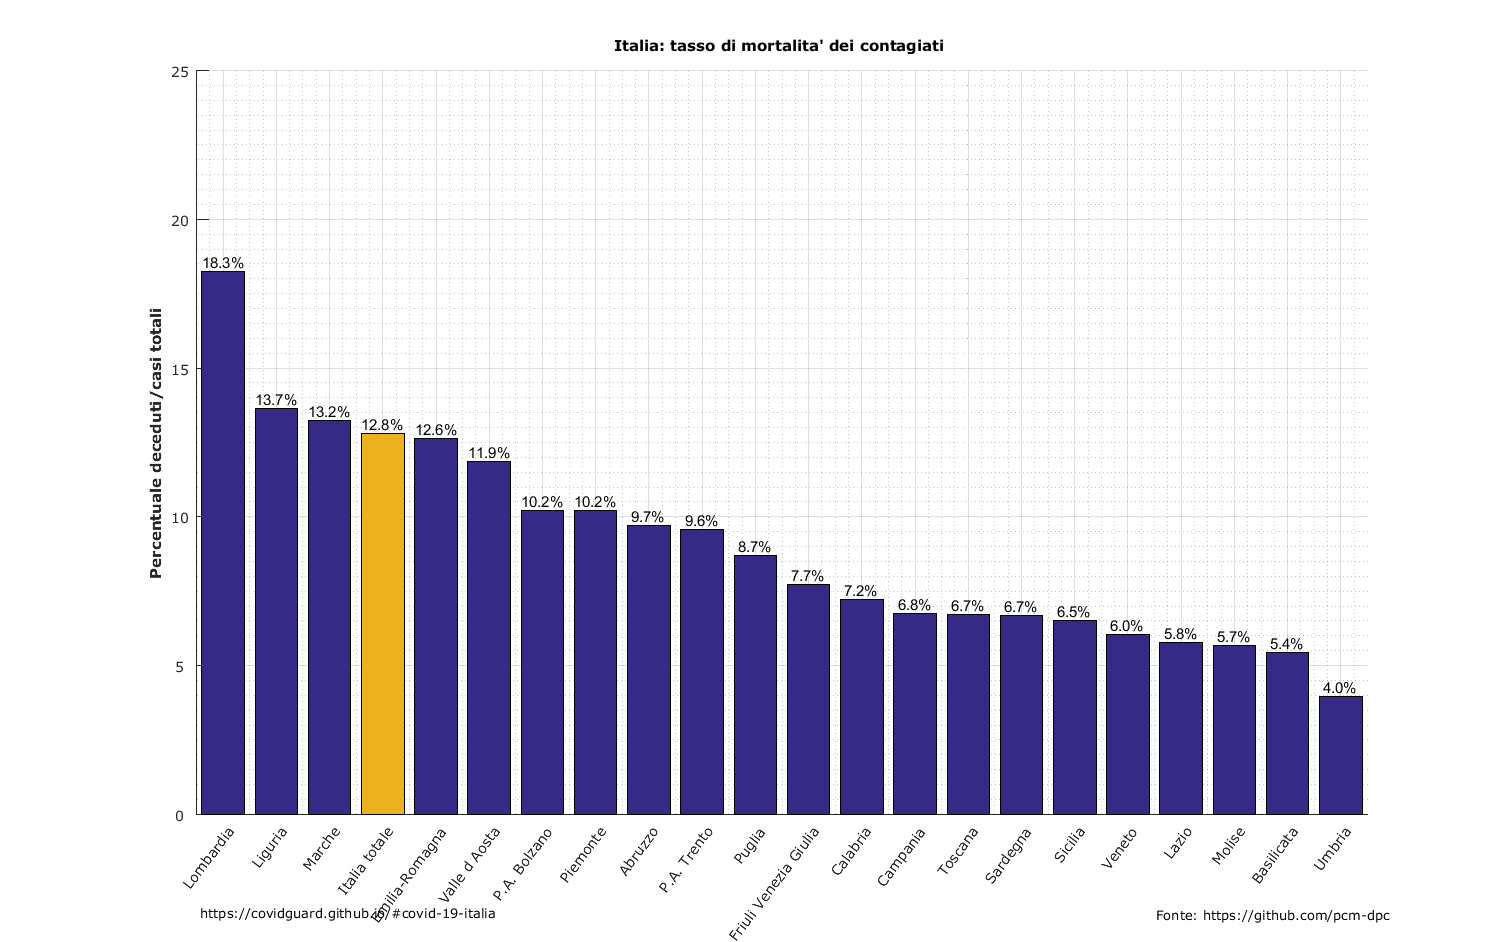 Italia: tasso di mortalita' dei contagiati
Percentuale deceduti/casi totali
25
20
15
10
5
0
18.3%
13.7%
13.2%
12.8%
12.6%
11.9%
10.2%
10.2%
9.7%
9.6%
8.7%
7.7%
7.2%
6.8%
6.7%
6.7%
6.5%
6.0%
5.8%
5.7%
5.4%
4.0%
Lombardia
Liguria
Marche
Italia totale
Emilia-Romagna
Valle d Aosta
P.A. Bolzano
Piemonte
Abruzzo
P.A. Trento
Puglia
Friuli Venezia Giulia
Calabria
Campania
Toscana
Sardegna
Sicilia
Veneto
Lazio
Molise
Basilicata
Umbria
https://covidguard.github.io/#covid-19-italia
Fonte: https://github.com/pcm-dpc